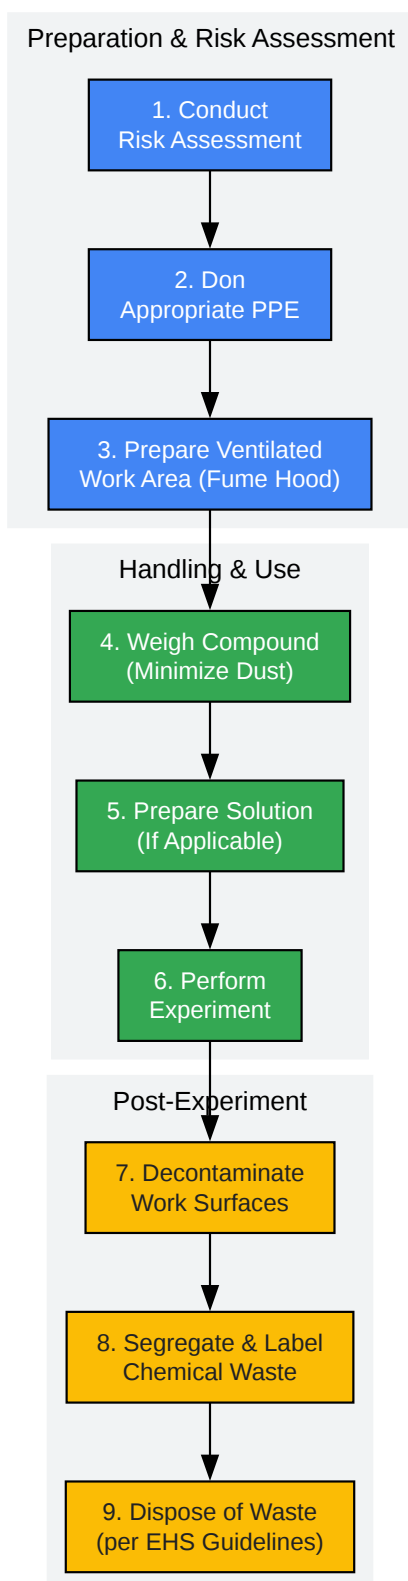 Preparation & Risk Assessment
1. Conduct
Risk Assessment
2. Don
Appropriate PPE
3. Prepare Ventilated
Work Area (Fume Hood)
Handling & Use
4. Weigh Compound
(Minimize Dust)
5. Prepare Solution
(If Applicable)
6. Perform
Experiment
Post-Experiment
7. Decontaminate
Work Surfaces
8. Segregate & Label
Chemical Waste
9. Dispose of Waste
(per EHS Guidelines)